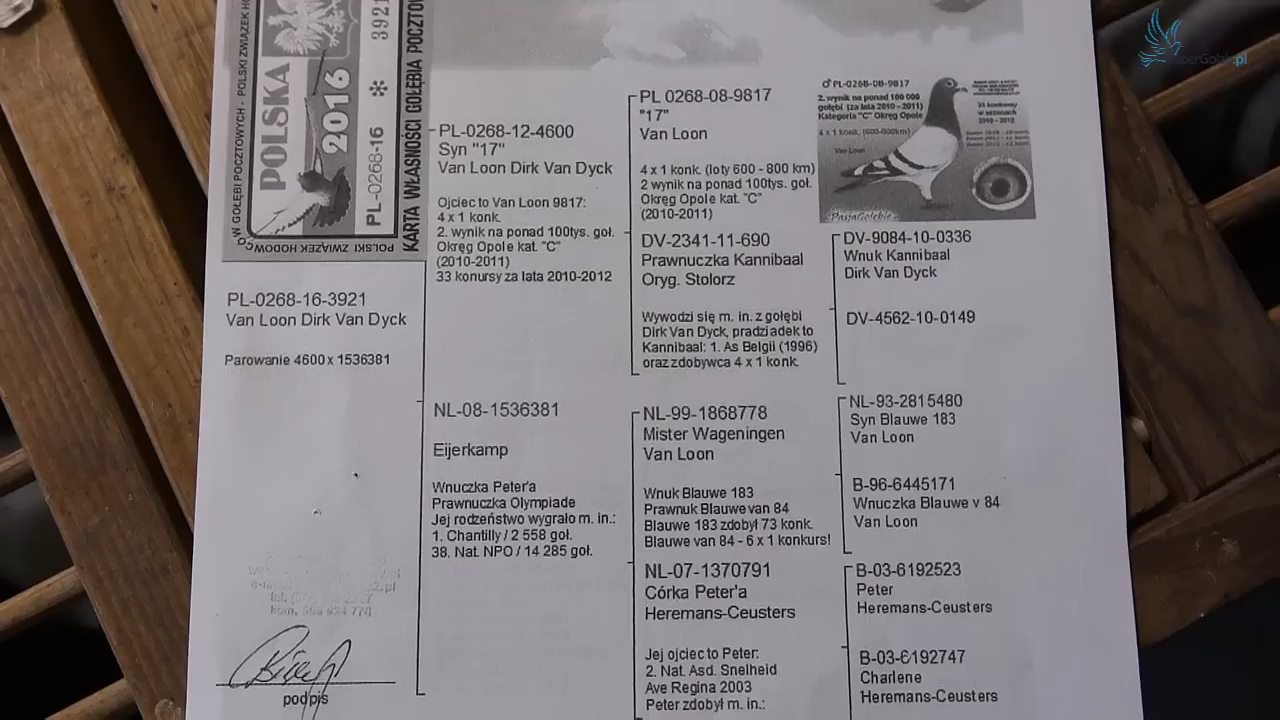 W GOŁĘBI POCZTOWYCH - POLSKI ZWIĄZEK HO
POLSKA
2016
PL-0268-16 * 3921
POLSKI ZWIĄZEK HODOWC
KARTA WŁASNOŚCI GOŁĘBIA POCZTO
PL-0268-16-3921
Van Loon Dirk Van Dyck
Parowanie 4600 x 1536381
podpis
PL-0268-12-4600
Syn "17"
Van Loon Dirk Van Dyck
Ojciec to Van Loon 9817:
4 x 1 konk.
2. wynik na ponad 100tys. goł.
Okręg Opole kat. "C"
(2010-2011)
33 konursy za lata 2010-2012
NL-08-1536381
Eijerkamp
Wnuczka Peter'a
Prawnuczka Olympiade
Jej rodzeństwo wygrało m. in.:
1. Chantilly / 2 558 goł.
38. Nat. NPO / 14 285 goł.
PL 0268-08-9817
"17"
Van Loon
4 x 1 konk. (loty 600 - 800 km)
2 wynik na ponad 100tys. goł.
Okręg Opole kat. "C"
(2010-2011)
DV-2341-11-690
Prawnuczka Kannibaal
Oryg. Stolorz
Wywodzi się m. in. z gołębi
Dirk Van Dyck, pradziadek to
Kannibaal: 1. As Belgii (1996)
oraz zdobywca 4 x 1 konk.
NL-99-1868778
Mister Wageningen
Van Loon
Wnuk Blauwe 183
Prawnuk Blauwe van 84
Blauwe 183 zdobył 73 konk.
Blauwe van 84 - 6 x 1 konkurs!
NL-07-1370791
Córka Peter'a
Heremans-Ceusters
Jej ojciec to Peter:
2. Nat. Asd. Snelheid
Ave Regina 2003
Peter zdobył m. in.:
♂ PL-0268-08-9817
2. wynik na ponad 100 000
gołębi (za lata 2010 - 2011)
Kategoria "C" Okręg Opole
4 x 1 konk. (600-800km)
Van Loon
33 konkursy
w sezonach
2010 - 2012
PasjaGolebie
DV-9084-10-0336
Wnuk Kannibaal
Dirk Van Dyck
DV-4562-10-0149
NL-93-2815480
Syn Blauwe 183
Van Loon
B-96-6445171
Wnuczka Blauwe v 84
Van Loon
B-03-6192523
Peter
Heremans-Ceusters
B-03-6192747
Charlene
Heremans-Ceusters